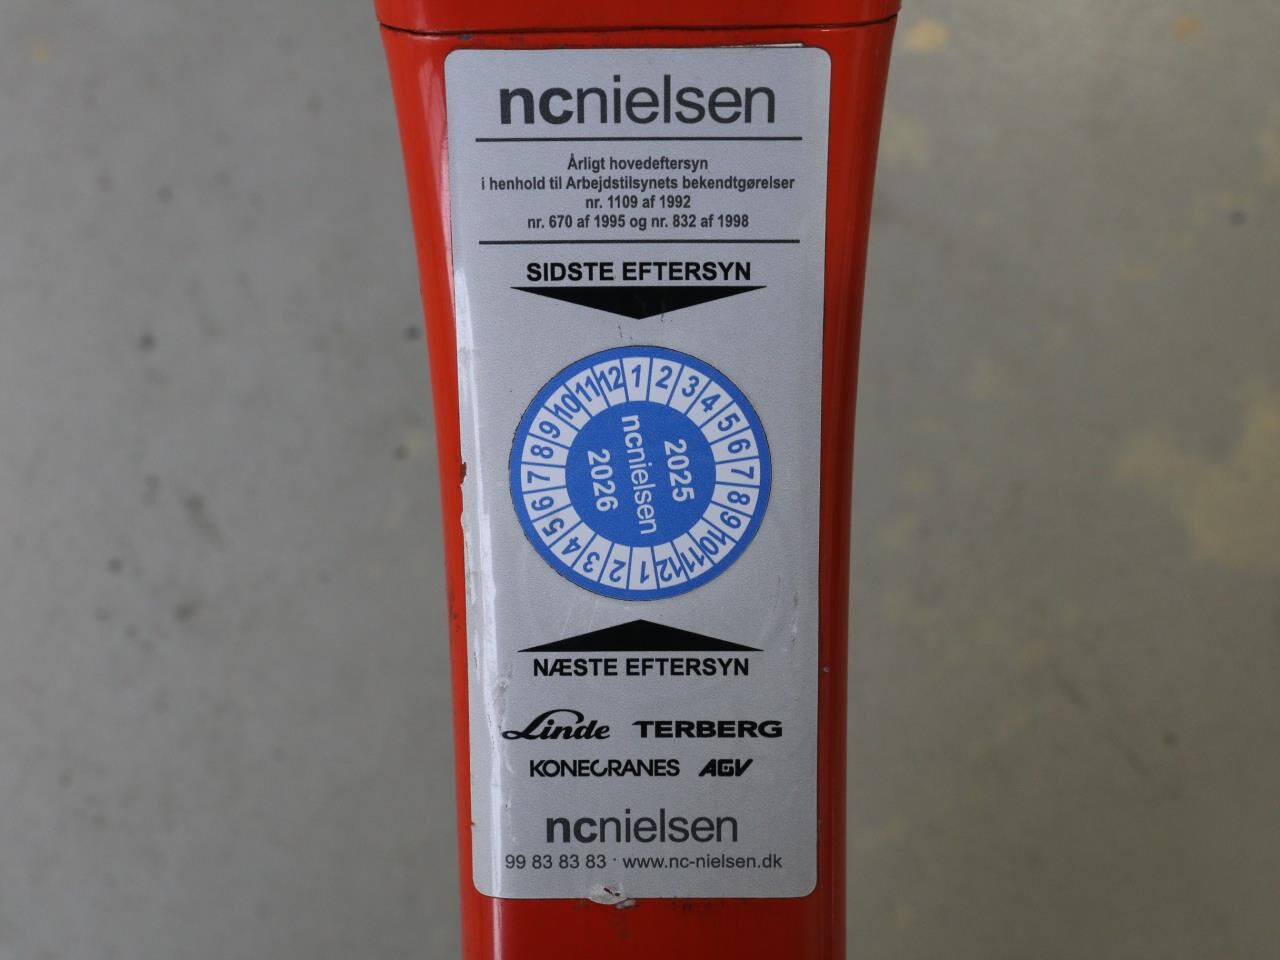 ncnielsen
Årligt hovedeftersyn
i henhold til Arbejdstilsynets bekendtgørelser
nr. 1109 af 1992
nr. 670 af 1995 og nr. 832 af 1998
SIDSTE EFTERSYN
1 2 3 4 5 6 7 8 9 10 11 12
2025
ncnielsen
2026
1 2 3 4 5 6 7 8 9 10 11 12
NÆSTE EFTERSYN
Linde TERBERG
KONECRANES AGV
ncnielsen
99 83 83 83 · www.nc-nielsen.dk